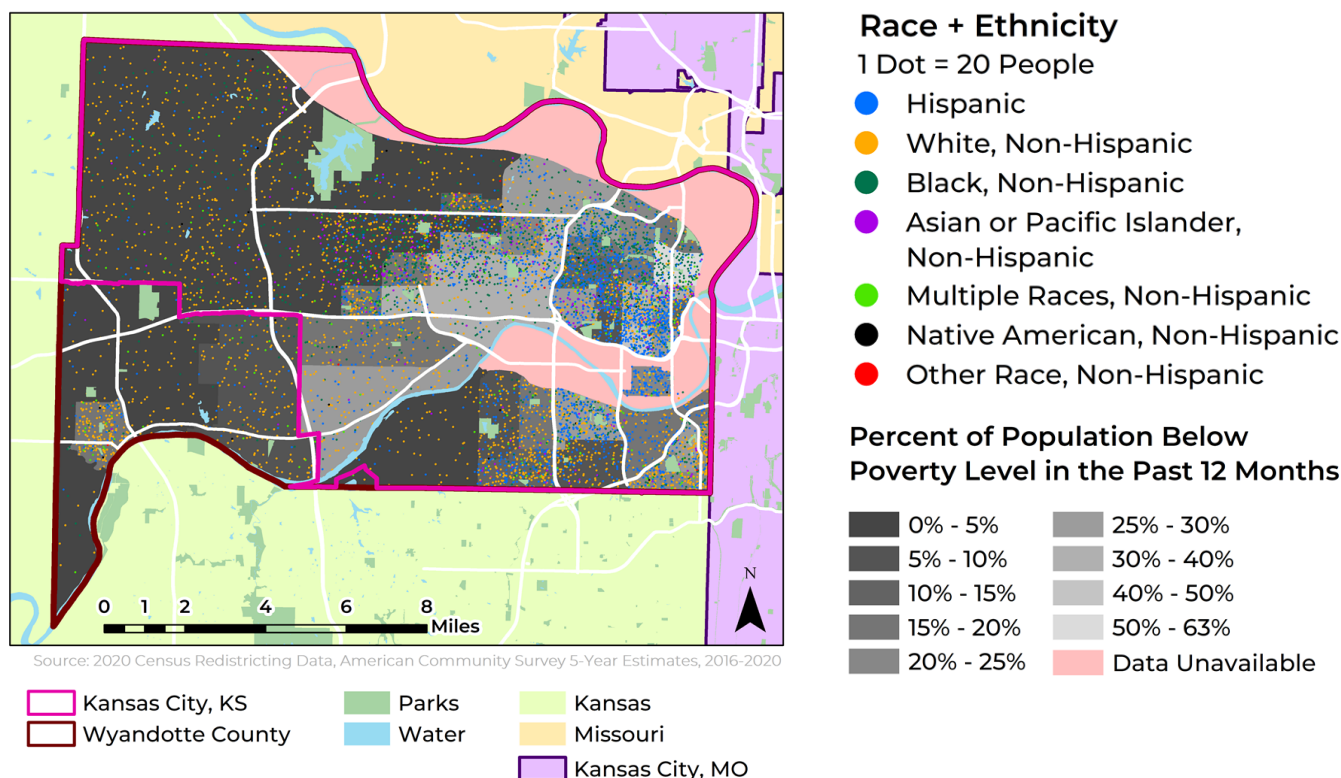 Race + Ethnicity
1 Dot = 20 People
Hispanic
White, Non-Hispanic
Black, Non-Hispanic
Asian or Pacific Islander,
Non-Hispanic
Multiple Races, Non-Hispanic
Native American, Non-Hispanic
Other Race, Non-Hispanic
Percent of Population Below
Poverty Level in the Past 12 Months
0% - 5%
5% - 10%
10% - 15%
15% - 20%
20% - 25%
25% - 30%
30% - 40%
40% - 50%
50% - 63%
Data Unavailable
N
0 1 2 4 6 8
Miles
Source: 2020 Census Redistricting Data, American Community Survey 5-Year Estimates, 2016-2020
Kansas City, KS
Wyandotte County
Parks
Water
Kansas
Missouri
Kansas City, MO